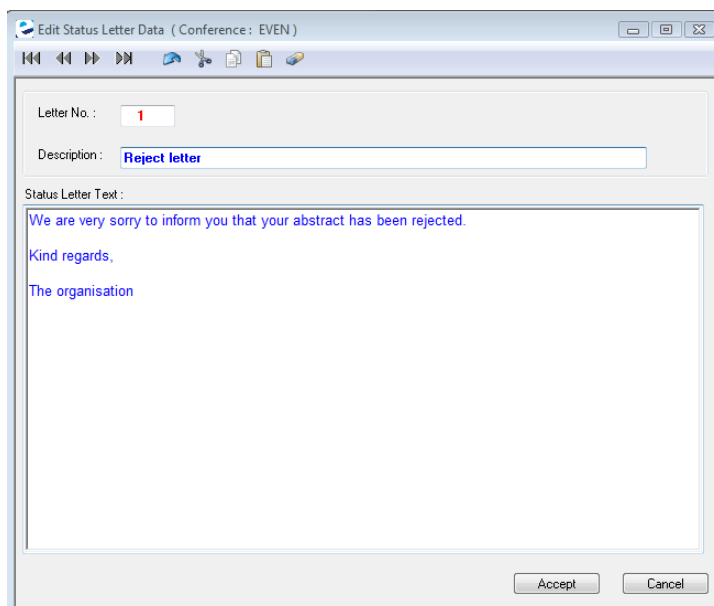 Edit Status Letter Data ( Conference : EVEN )
Letter No. : 1
Description : Reject letter
Status Letter Text :
We are very sorry to inform you that your abstract has been rejected.
Kind regards,
The organisation
Accept Cancel